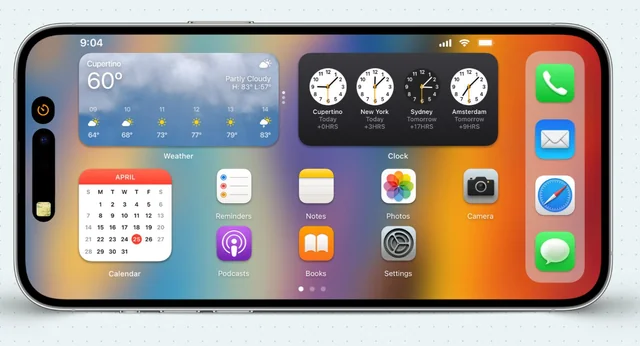 9:04
Cupertino
60°
Partly Cloudy
H: 83° L:57°
09 10 11 12 13 14
64° 68° 73° 77° 79° 83°
Weather
Cupertino New York Sydney Amsterdam
Today Today Tomorrow Tomorrow
+0HRS +3HRS +17HRS +9HRS
Clock
APRIL
S M T W T F S
1 2 3 4 5 6
7 8 9 10 11 12 13
14 15 16 17 18 19 20
21 22 23 24 25 26 27
28 29 30 31
Calendar
Reminders
Notes
Photos
Camera
Podcasts
Books
Settings